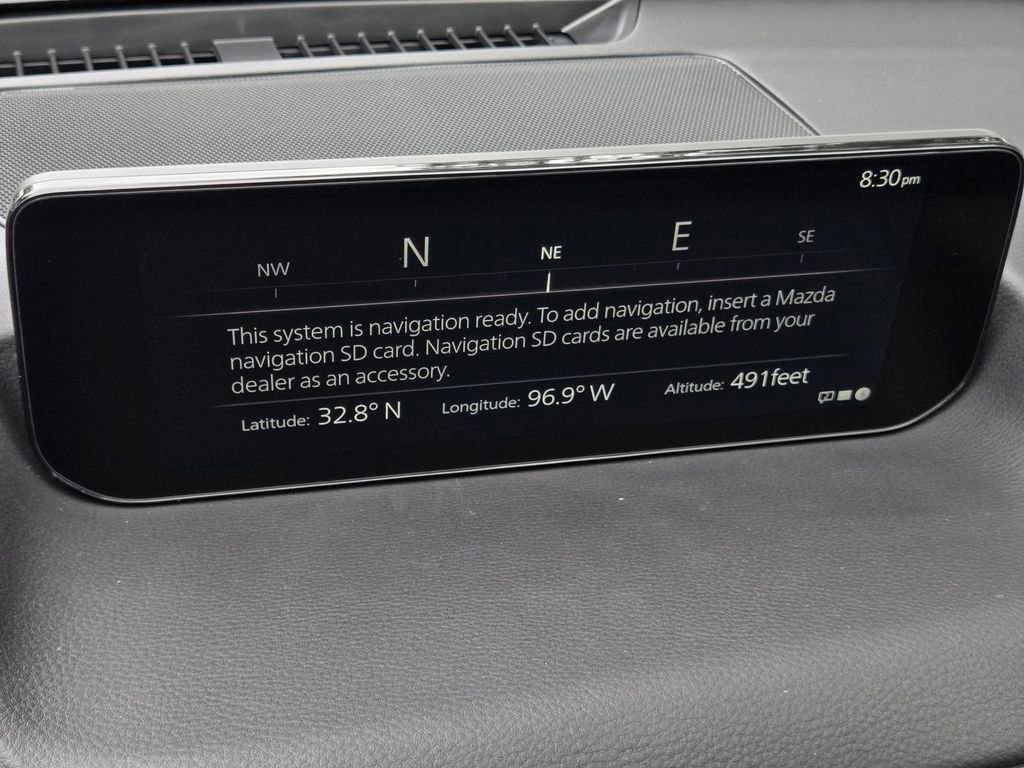 8:30pm
NW N NE E SE
This system is navigation ready. To add navigation, insert a Mazda
navigation SD card. Navigation SD cards are available from your
dealer as an accessory.
Latitude: 32.8° N Longitude: 96.9° W Altitude: 491feet